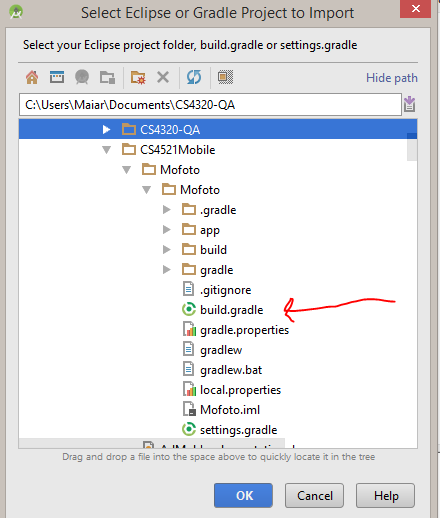 Select Eclipse or Gradle Project to Import
Select your Eclipse project folder, build.gradle or settings.gradle
Hide path
C:\Users\Maiar\Documents\CS4320-QA
CS4320-QA
CS4521Mobile
Mofoto
Mofoto
.gradle
app
build
gradle
.gitignore
build.gradle
gradle.properties
gradlew
gradlew.bat
local.properties
Mofoto.iml
settings.gradle
Drag and drop a file into the space above to quickly locate it in the tree
OK
Cancel
Help